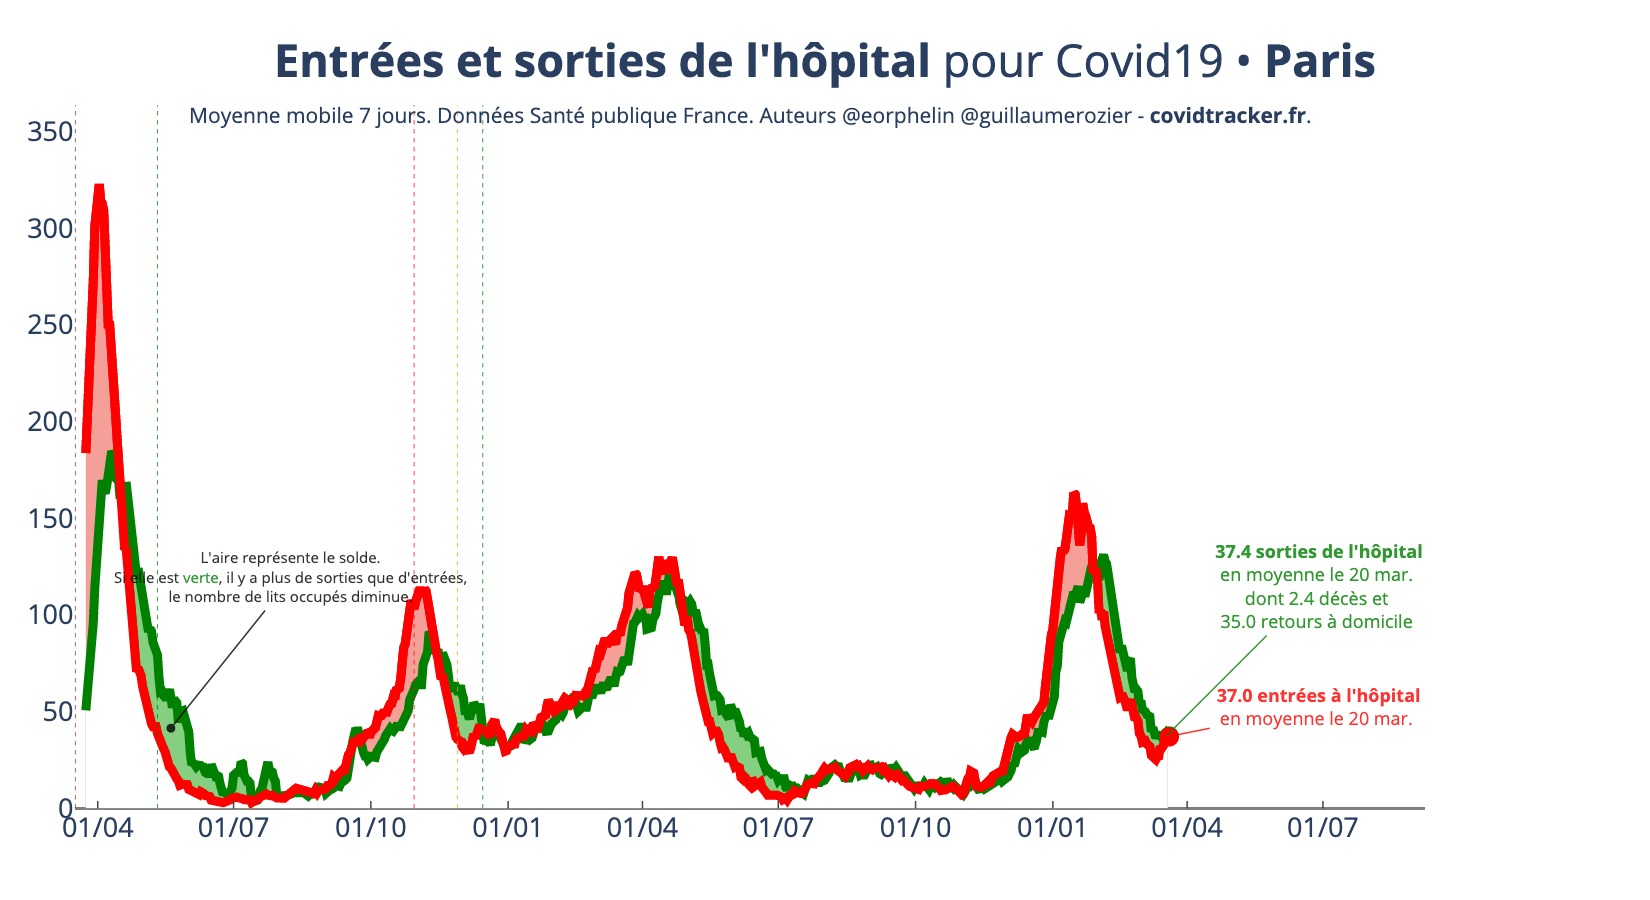 Entrées et sorties de l'hôpital pour Covid19 • Paris
Moyenne mobile 7 jours. Données Santé publique France. Auteurs @eorphelin @guillaumerozier - covidtracker.fr.
350
300
250
200
150
100
50
0
L'aire représente le solde.
Si elle est verte, il y a plus de sorties que d'entrées,
le nombre de lits occupés diminue.
37.4 sorties de l'hôpital
en moyenne le 20 mar.
dont 2.4 décès et
35.0 retours à domicile
37.0 entrées à l'hôpital
en moyenne le 20 mar.
01/04 01/07 01/10 01/01 01/04 01/07 01/10 01/01 01/04 01/07